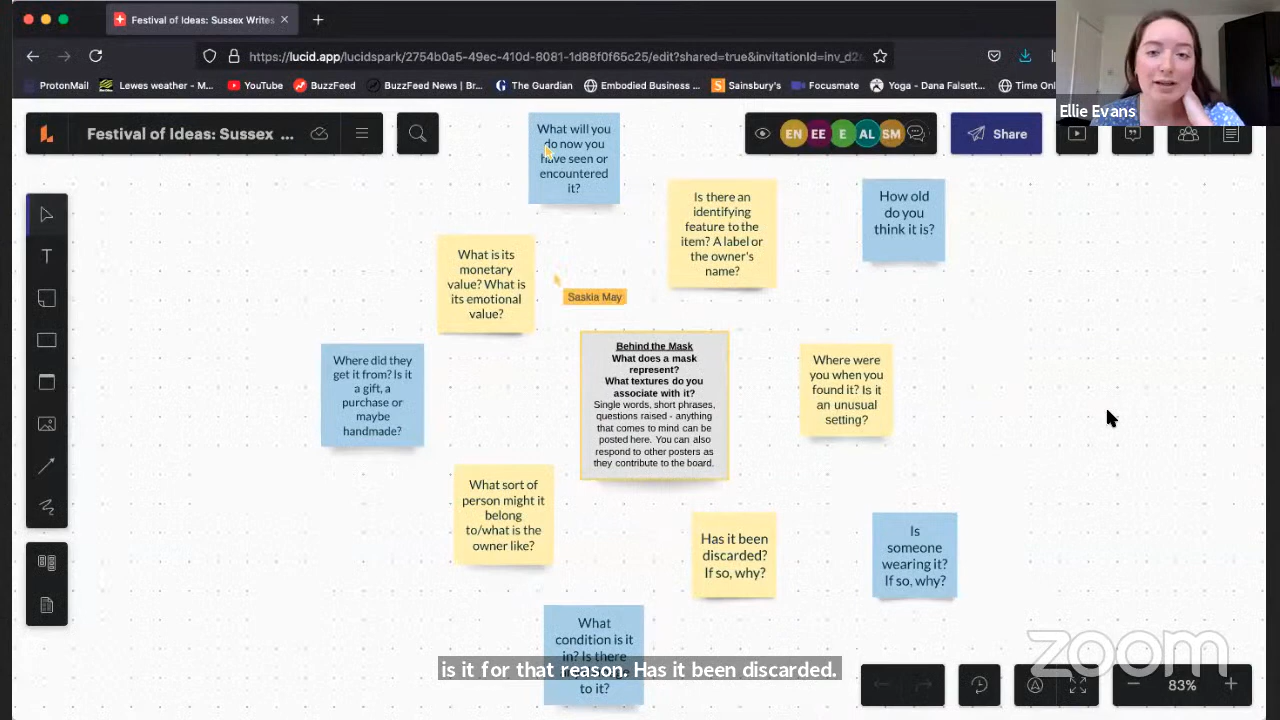 Festival of Ideas: Sussex Writes
https://lucid.app/lucidspark/2754b0a5-49ec-410d-8081-1d88f0f65c25/edit?shared=true&invitationId=inv_d2
ProtonMail
Lewes weather - M...
YouTube
BuzzFeed
BuzzFeed News | Br...
The Guardian
Embodied Business ...
Sainsbury's
Focusmate
Yoga - Dana Falsett...
Time Onl
Ellie Evans
Festival of Ideas: Sussex ...
EN
EE
E
AL
SM
Share
What will you
do now you
have seen or
encountered
it?
Is there an
identifying
feature to the
item? A label or
the owner's
name?
How old
do you
think it is?
What is its
monetary
value? What is
its emotional
value?
Saskia May
Where did they
get it from? Is it
a gift, a
purchase or
maybe
handmade?
Behind the Mask
What does a mask
represent?
What textures do you
associate with it?
Single words, short phrases,
questions raised - anything
that comes to mind can be
posted here. You can also
respond to other posters as
they contribute to the board.
Where were
you when you
found it? Is it
an unusual
setting?
What sort of
person might it
belong
to/what is the
owner like?
Has it been
discarded?
If so, why?
Is
someone
wearing it?
If so, why?
What
condition is it
in? Is there
to it?
is it for that reason. Has it been discarded.
zoom
83%